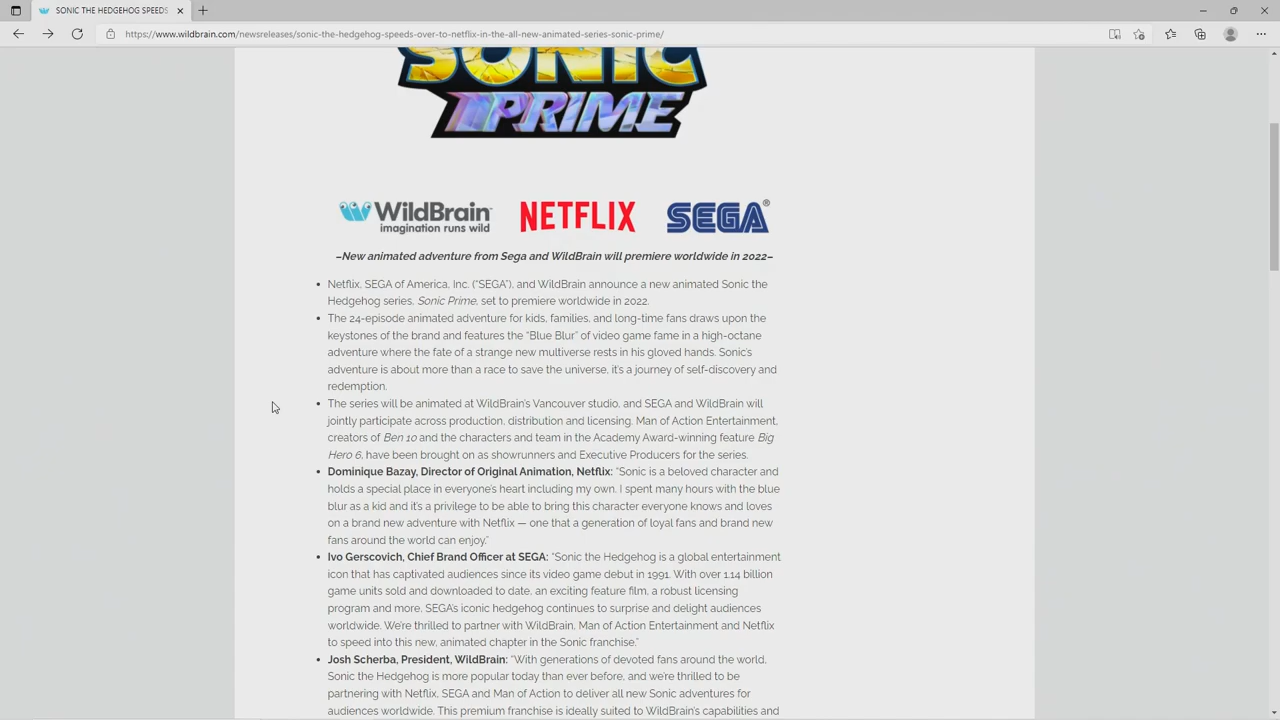 SONIC THE HEDGEHOG SPEEDS
https://www.wildbrain.com/newsreleases/sonic-the-hedgehog-speeds-over-to-netflix-in-the-all-new-animated-series-sonic-prime/
SONIC
PRIME
WildBrain
imagination runs wild
NETFLIX
SEGA®
–New animated adventure from Sega and WildBrain will premiere worldwide in 2022–
• Netflix, SEGA of America, Inc. (“SEGA”), and WildBrain announce a new animated Sonic the
Hedgehog series, Sonic Prime, set to premiere worldwide in 2022.
• The 24-episode animated adventure for kids, families, and long-time fans draws upon the
keystones of the brand and features the “Blue Blur” of video game fame in a high-octane
adventure where the fate of a strange new multiverse rests in his gloved hands. Sonic’s
adventure is about more than a race to save the universe, it’s a journey of self-discovery and
redemption.
• The series will be animated at WildBrain’s Vancouver studio, and SEGA and WildBrain will
jointly participate across production, distribution and licensing. Man of Action Entertainment,
creators of Ben 10 and the characters and team in the Academy Award-winning feature Big
Hero 6, have been brought on as showrunners and Executive Producers for the series.
• Dominique Bazay, Director of Original Animation, Netflix: “Sonic is a beloved character and
holds a special place in everyone’s heart including my own. I spent many hours with the blue
blur as a kid and it’s a privilege to be able to bring this character everyone knows and loves
on a brand new adventure with Netflix — one that a generation of loyal fans and brand new
fans around the world can enjoy.”
• Ivo Gerscovich, Chief Brand Officer at SEGA: “Sonic the Hedgehog is a global entertainment
icon that has captivated audiences since its video game debut in 1991. With over 1.14 billion
game units sold and downloaded to date, an exciting feature film, a robust licensing
program and more, SEGA’s iconic hedgehog continues to surprise and delight audiences
worldwide. We’re thrilled to partner with WildBrain, Man of Action Entertainment and Netflix
to speed into this new, animated chapter in the Sonic franchise.”
• Josh Scherba, President, WildBrain: “With generations of devoted fans around the world,
Sonic the Hedgehog is more popular today than ever before, and we’re thrilled to be
partnering with Netflix, SEGA and Man of Action to deliver all new Sonic adventures for
audiences worldwide. This premium franchise is ideally suited to WildBrain’s capabilities and